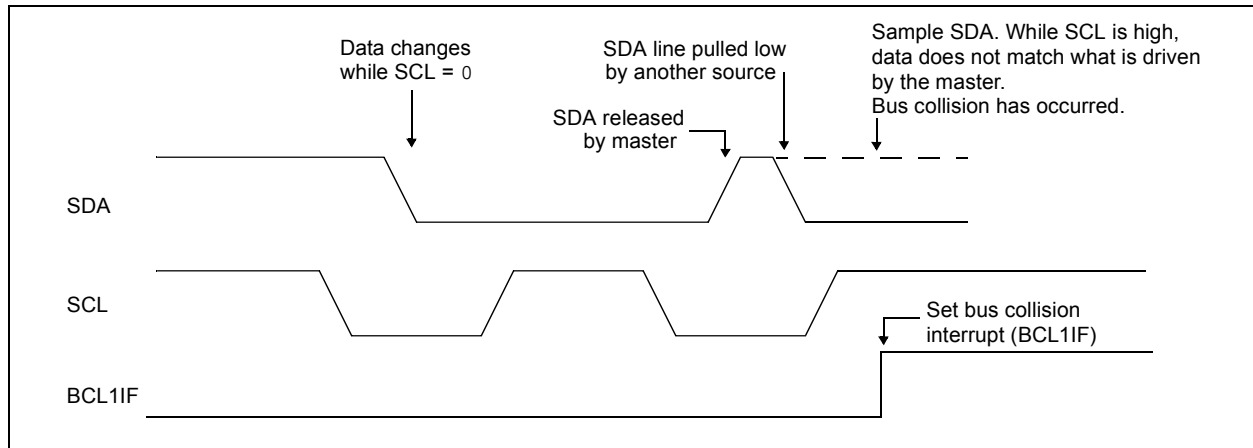 Data changes
while SCL = 0
SDA line pulled low
by another source
Sample SDA. While SCL is high,
data does not match what is driven
by the master.
Bus collision has occurred.
SDA released
by master
SDA
SCL
Set bus collision
interrupt (BCL1IF)
BCL1IF